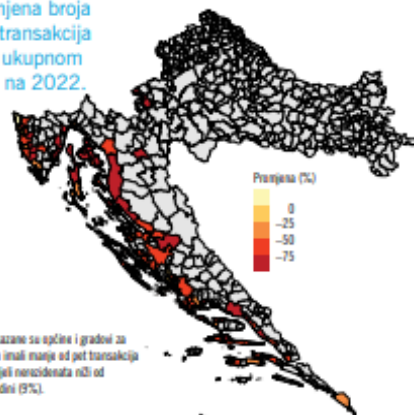 njena broja
transakcija
ukupnom
na 2022.
Promjena (%)
0
−25
−50
−75
azane su općine i gradovi za
imali manje od pet transakcija
jeli nerezidenata niži od
dini (9%).